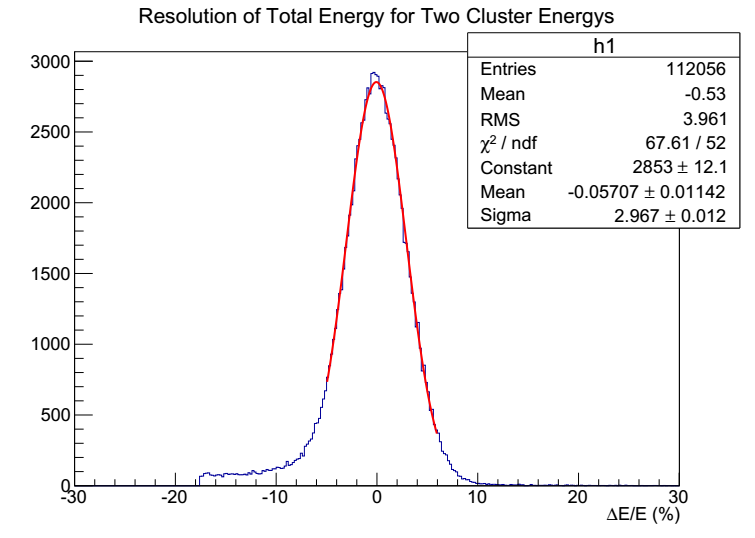 Resolution of Total Energy for Two Cluster Energys
h1
Entries 112056
Mean -0.53
RMS 3.961
χ² / ndf 67.61 / 52
Constant 2853 ± 12.1
Mean -0.05707 ± 0.01142
Sigma 2.967 ± 0.012
3000
2500
2000
1500
1000
500
0
-30 -20 -10 0 10 20 30
ΔE/E (%)